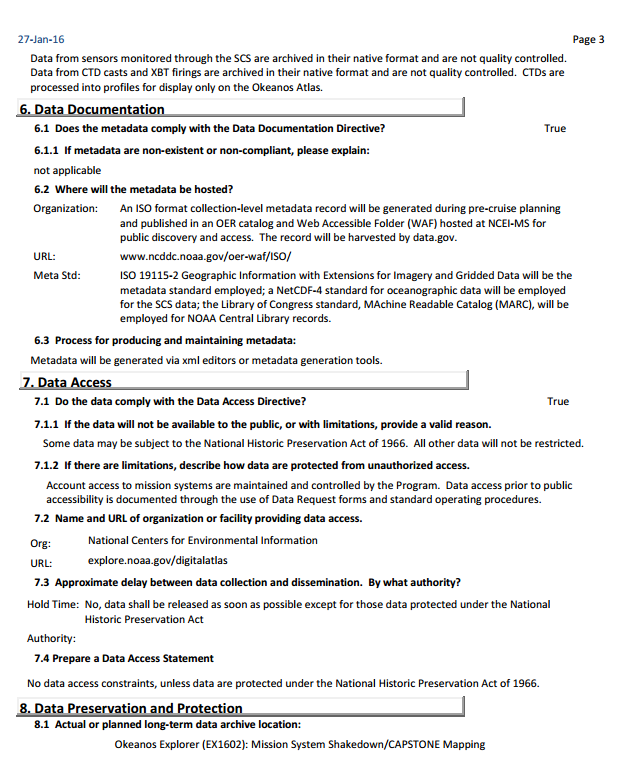 27-Jan-16 Page 3
Data from sensors monitored through the SCS are archived in their native format and are not quality controlled.
Data from CTD casts and XBT firings are archived in their native format and are not quality controlled.  CTDs are
processed into profiles for display only on the Okeanos Atlas.
6. Data Documentation
6.1 Does the metadata comply with the Data Documentation Directive? True
6.1.1 If metadata are non-existent or non-compliant, please explain:
not applicable
6.2 Where will the metadata be hosted?
Organization: An ISO format collection-level metadata record will be generated during pre-cruise planning
and published in an OER catalog and Web Accessible Folder (WAF) hosted at NCEI-MS for
public discovery and access.  The record will be harvested by data.gov.
URL: www.ncddc.noaa.gov/oer-waf/ISO/
Meta Std: ISO 19115-2 Geographic Information with Extensions for Imagery and Gridded Data will be the
metadata standard employed; a NetCDF-4 standard for oceanographic data will be employed
for the SCS data; the Library of Congress standard, MAchine Readable Catalog (MARC), will be
employed for NOAA Central Library records.
6.3 Process for producing and maintaining metadata:
Metadata will be generated via xml editors or metadata generation tools.
7. Data Access
7.1 Do the data comply with the Data Access Directive? True
7.1.1 If the data will not be available to the public, or with limitations, provide a valid reason.
Some data may be subject to the National Historic Preservation Act of 1966.  All other data will not be restricted.
7.1.2 If there are limitations, describe how data are protected from unauthorized access.
Account access to mission systems are maintained and controlled by the Program.  Data access prior to public
accessibility is documented through the use of Data Request forms and standard operating procedures.
7.2 Name and URL of organization or facility providing data access.
Org: National Centers for Environmental Information
URL: explore.noaa.gov/digitalatlas
7.3 Approximate delay between data collection and dissemination.  By what authority?
Hold Time: No, data shall be released as soon as possible except for those data protected under the National
Historic Preservation Act
Authority:
7.4 Prepare a Data Access Statement
No data access constraints, unless data are protected under the National Historic Preservation Act of 1966.
8. Data Preservation and Protection
8.1 Actual or planned long-term data archive location:
Okeanos Explorer (EX1602): Mission System Shakedown/CAPSTONE Mapping